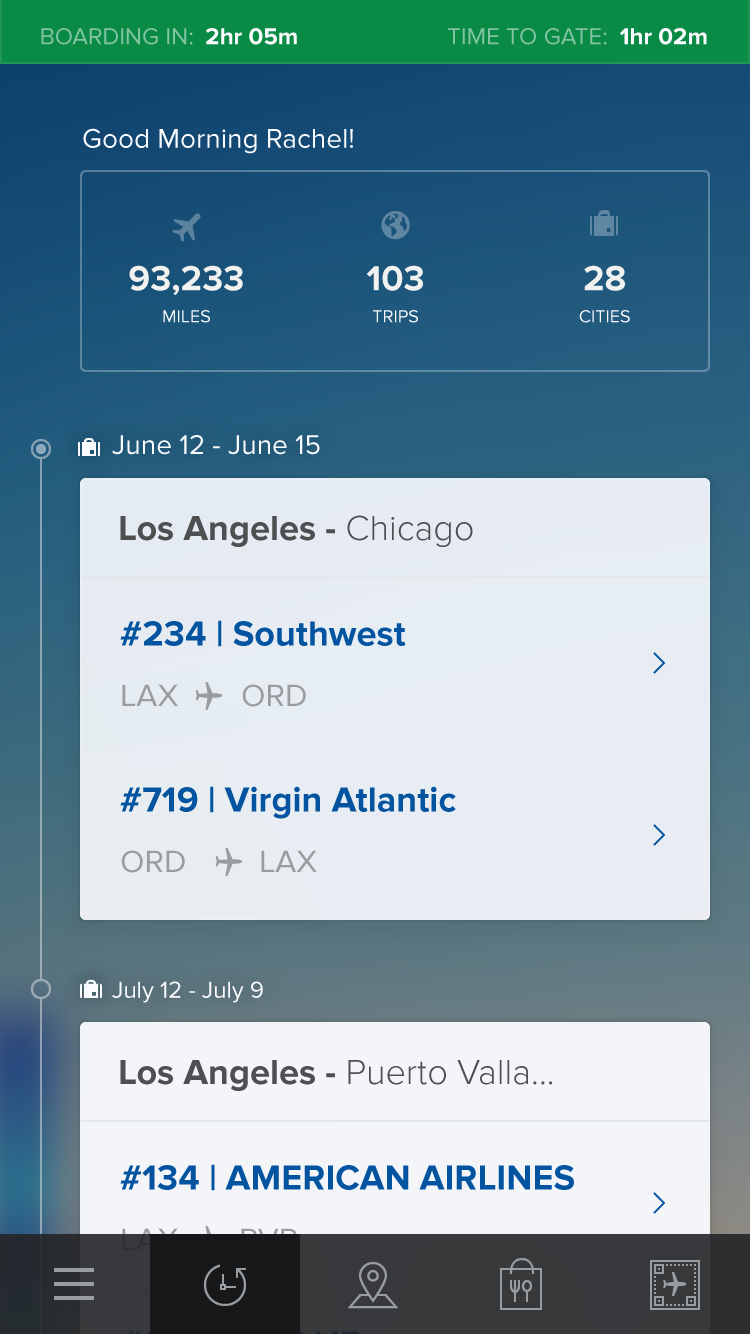 BOARDING IN: 2hr 05m TIME TO GATE: 1hr 02m
Good Morning Rachel!
93,233 103 28
MILES TRIPS CITIES
June 12 - June 15
Los Angeles - Chicago
#234 | Southwest
LAX ORD
#719 | Virgin Atlantic
ORD LAX
July 12 - July 9
Los Angeles - Puerto Valla...
#134 | AMERICAN AIRLINES
LAX PVR